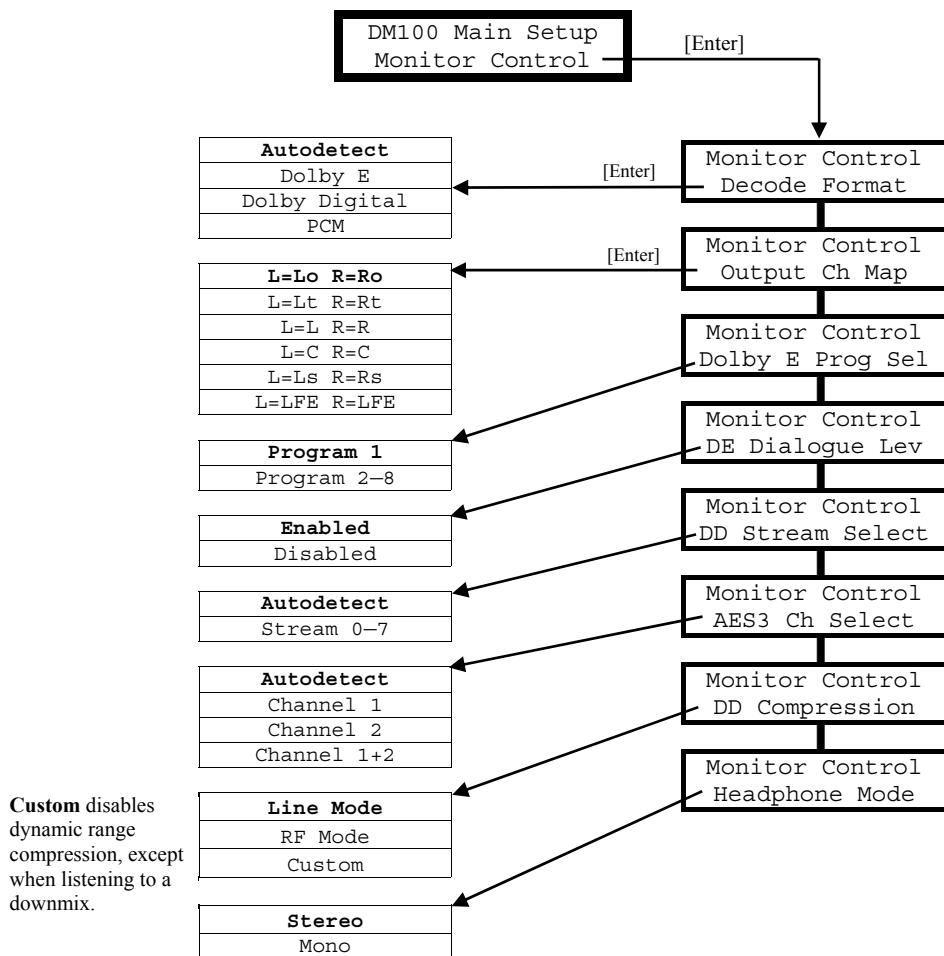 DM100 Main Setup
Monitor Control
[Enter]
Monitor Control
Decode Format
[Enter]
Autodetect
Dolby E
Dolby Digital
PCM
Monitor Control
Output Ch Map
[Enter]
L=Lo R=Ro
L=Lt R=Rt
L=L R=R
L=C R=C
L=Ls R=Rs
L=LFE R=LFE
Monitor Control
Dolby E Prog Sel
Program 1
Program 2–8
Monitor Control
DE Dialogue Lev
Enabled
Disabled
Monitor Control
DD Stream Select
Autodetect
Stream 0–7
Monitor Control
AES3 Ch Select
Autodetect
Channel 1
Channel 2
Channel 1+2
Monitor Control
DD Compression
Line Mode
RF Mode
Custom
Custom disables
dynamic range
compression, except
when listening to a
downmix.
Monitor Control
Headphone Mode
Stereo
Mono